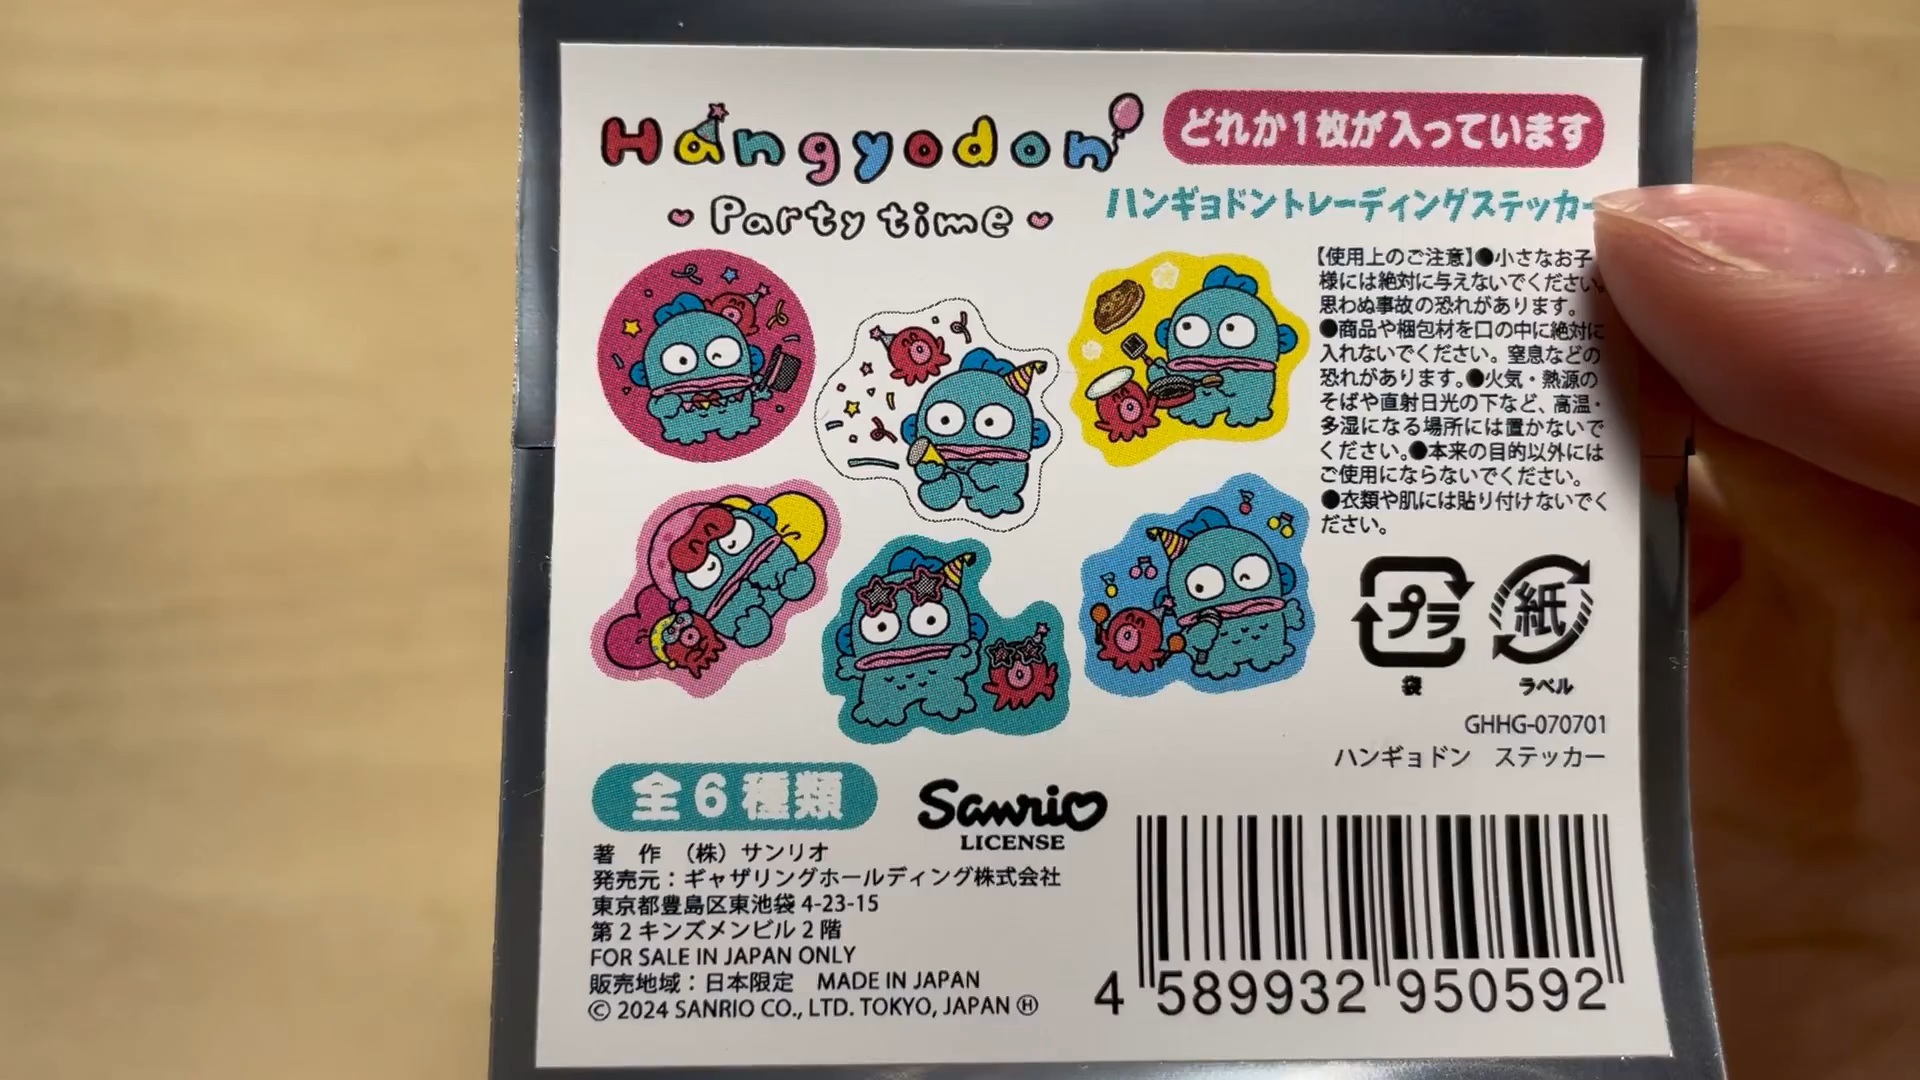 Hangyodon
Party time
どれか1枚が入っています
ハンギョドントレーディングステッカー
【使用上のご注意】●小さなお子
様には絶対に与えないでください。
思わぬ事故の恐れがあります。
●商品や梱包材を口の中に絶対に
入れないでください。窒息などの
恐れがあります。●火気・熱源の
そばや直射日光の下など、高温・
多湿になる場所には置かないで
ください。●本来の目的以外には
ご使用にならないでください。
●衣類や肌には貼り付けないでく
ださい。
プラ
袋
紙
ラベル
GHHG-070701
ハンギョドン ステッカー
全6種類
Sanrio
LICENSE
著 作 (株) サンリオ
発売元:ギャザリングホールディング株式会社
東京都豊島区東池袋 4-23-15
第2キンズメンビル2階
FOR SALE IN JAPAN ONLY
販売地域:日本限定 MADE IN JAPAN
© 2024 SANRIO CO., LTD. TOKYO, JAPAN Ⓗ
4 589932 950592